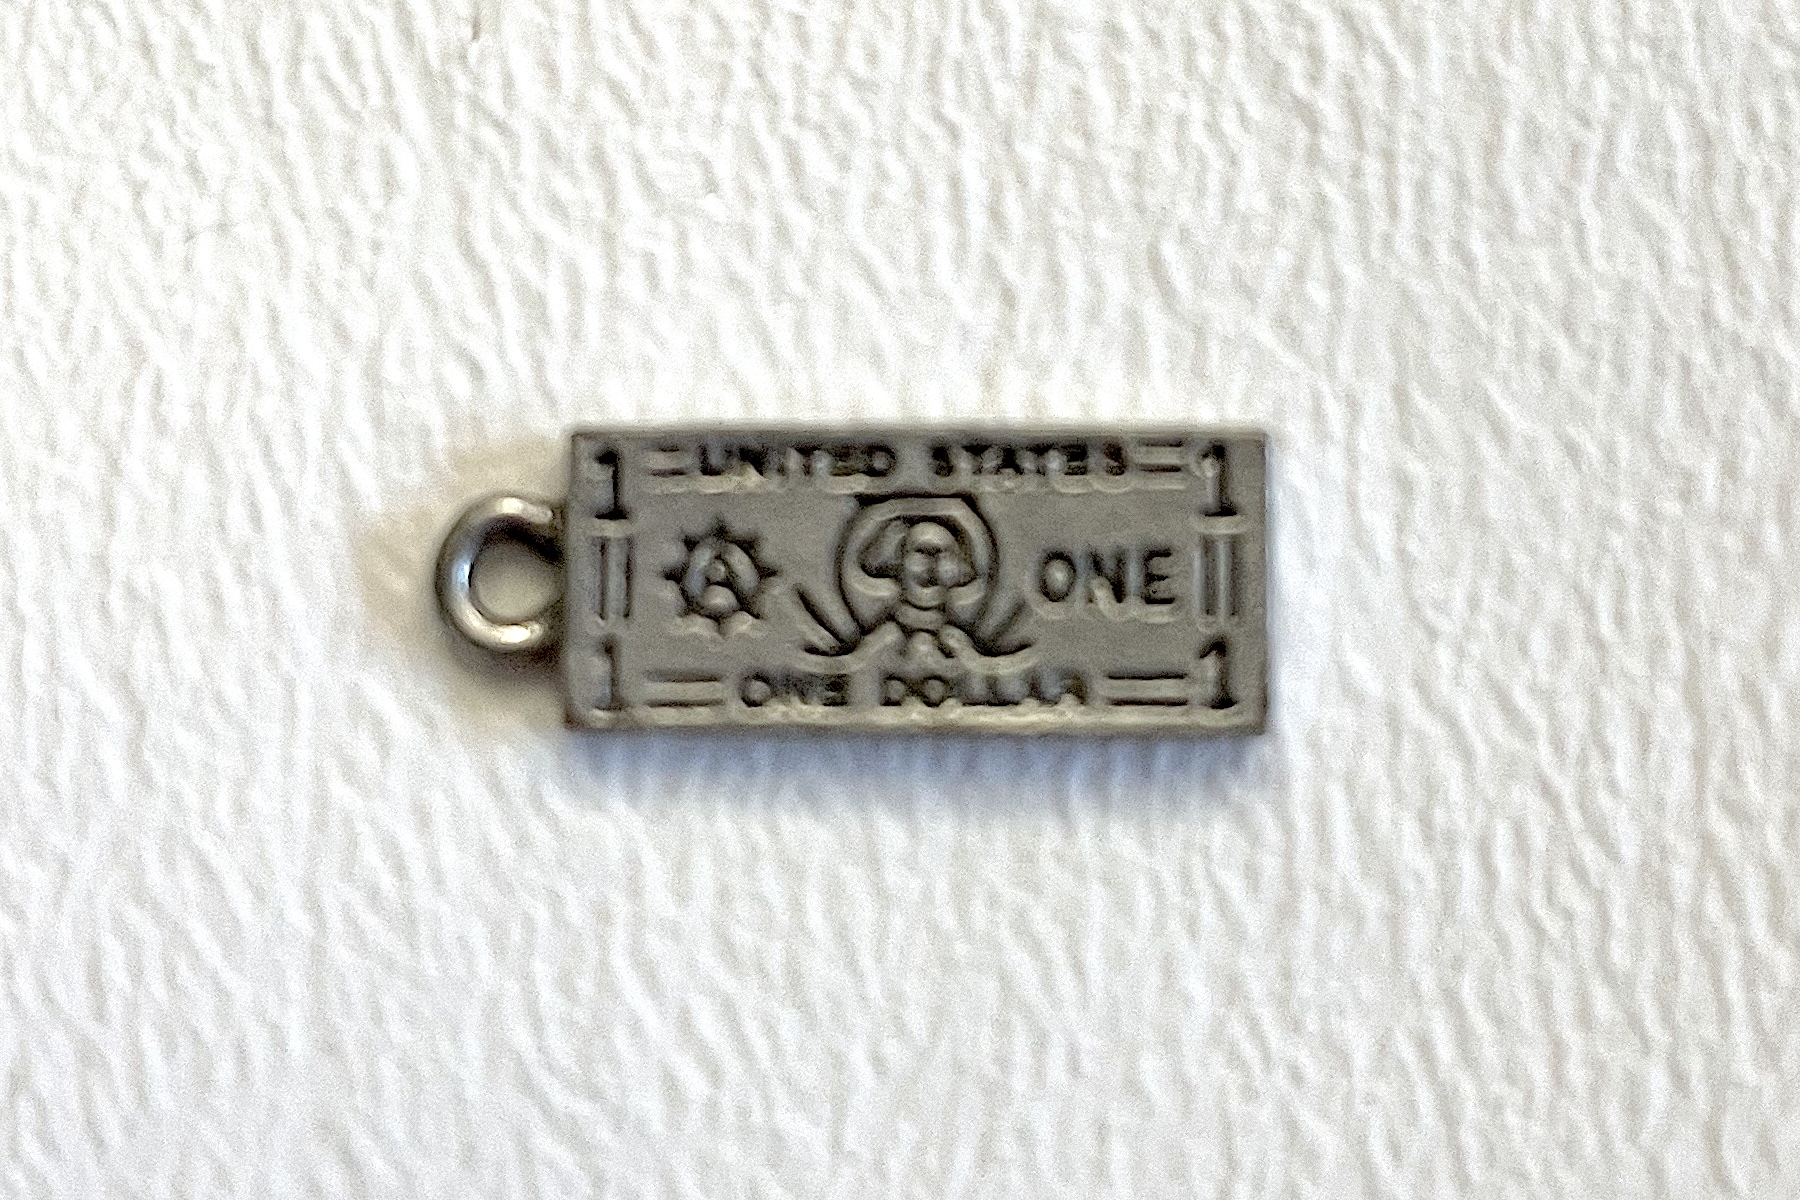 1 UNITED STATES 1
A ONE
1 ONE DOLLAR 1